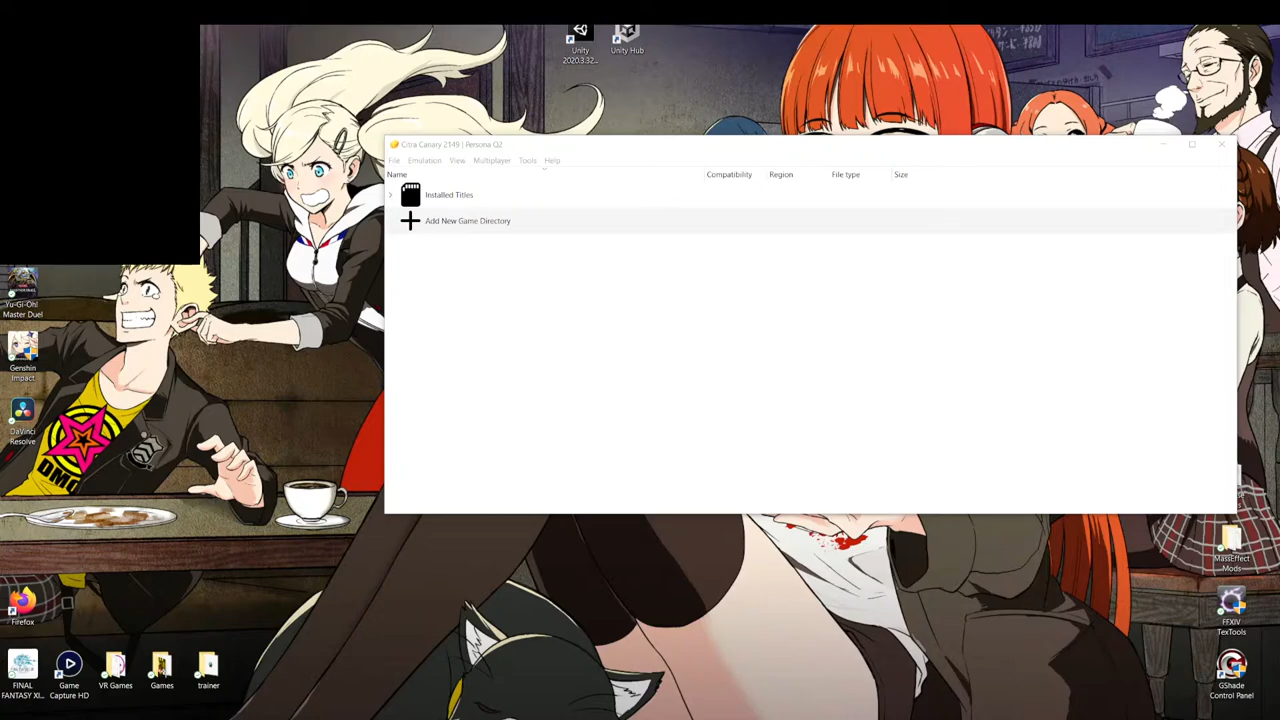 Unity
2020.3.32...
Unity Hub
Citra Canary 2149 | Persona Q2
File Emulation View Multiplayer Tools Help
Name Compatibility Region File type Size
Installed Titles
Add New Game Directory
Yu-Gi-Oh!
Master Duel
Genshin
Impact
DaVinci
Resolve
DMC
MassEffect
Mods
Firefox
FFXIV
TexTools
FINAL
FANTASY XI...
Game
Capture HD
VR Games
Games
trainer
GShade
Control Panel